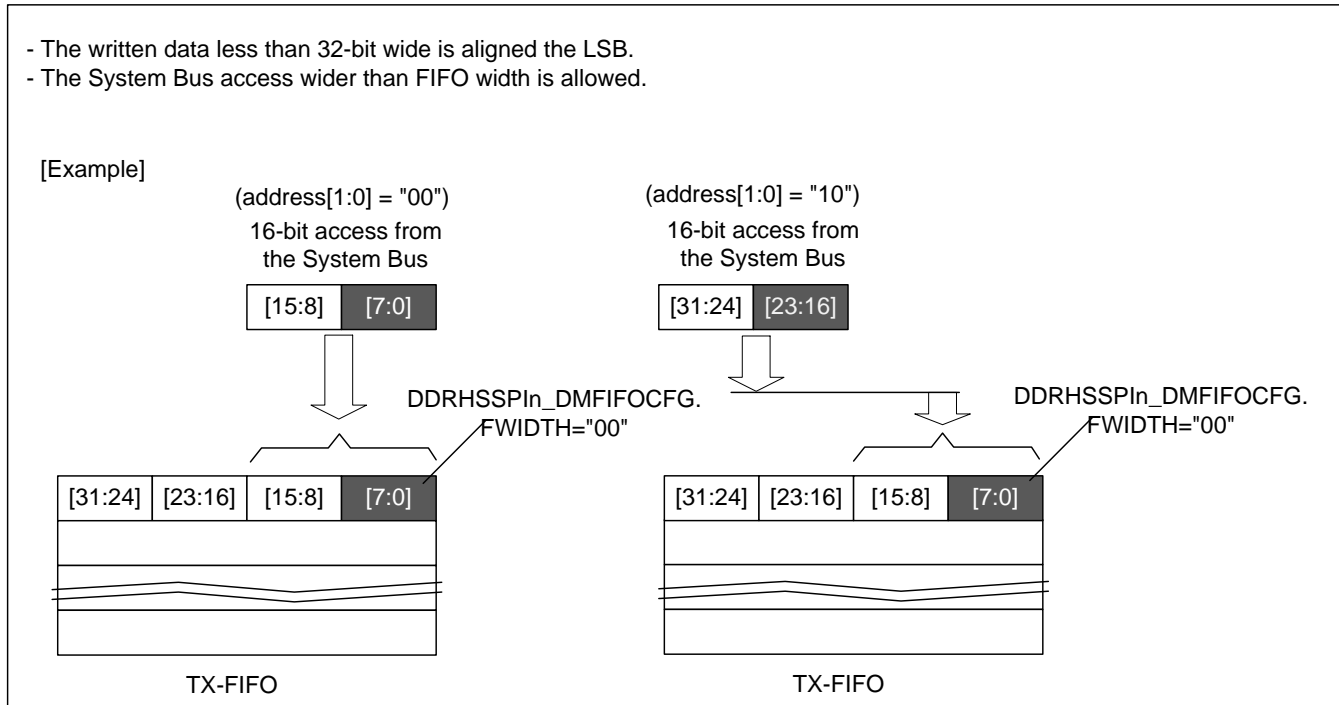 - The written data less than 32-bit wide is aligned the LSB.
- The System Bus access wider than FIFO width is allowed.
[Example]
(address[1:0] = "00")
16-bit access from
the System Bus
[15:8] [7:0]
DDRHSSPIn_DMFIFOCFG.
FWIDTH="00"
[31:24] [23:16] [15:8] [7:0]
TX-FIFO
(address[1:0] = "10")
16-bit access from
the System Bus
[31:24] [23:16]
DDRHSSPIn_DMFIFOCFG.
FWIDTH="00"
[31:24] [23:16] [15:8] [7:0]
TX-FIFO